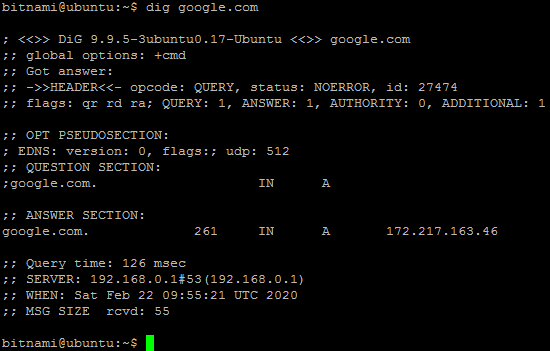 bitnami@ubuntu:~$ dig google.com
; <<>> DiG 9.9.5-3ubuntu0.17-Ubuntu <<>> google.com
;; global options: +cmd
;; Got answer:
;; ->>HEADER<<- opcode: QUERY, status: NOERROR, id: 27474
;; flags: qr rd ra; QUERY: 1, ANSWER: 1, AUTHORITY: 0, ADDITIONAL: 1
;; OPT PSEUDOSECTION:
; EDNS: version: 0, flags:; udp: 512
;; QUESTION SECTION:
;google.com. IN A
;; ANSWER SECTION:
google.com. 261 IN A 172.217.163.46
;; Query time: 126 msec
;; SERVER: 192.168.0.1#53(192.168.0.1)
;; WHEN: Sat Feb 22 09:55:21 UTC 2020
;; MSG SIZE rcvd: 55
bitnami@ubuntu:~$